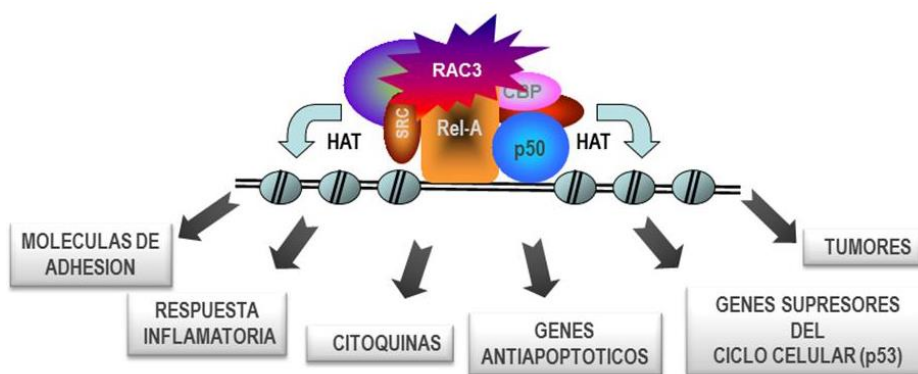 RAC3
CBP
SRC
Rel-A
p50
HAT
HAT
MOLECULAS DE
ADHESION
RESPUESTA
INFLAMATORIA
CITOQUINAS
GENES
ANTIAPOPTOTICOS
GENES SUPRESORES
DEL
CICLO CELULAR (p53)
TUMORES